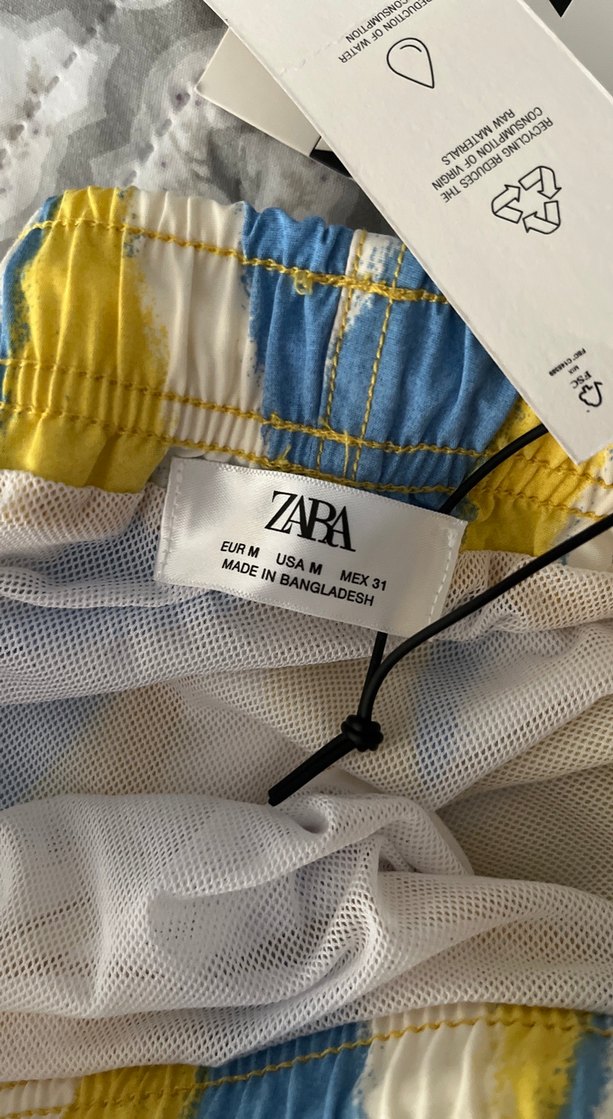 REDUCTION OF WATER
CONSUMPTION
RECYCLING REDUCES THE
CONSUMPTION OF VIRGIN
RAW MATERIALS
FSC
MIX
ZARA
EUR M USA M MEX 31
MADE IN BANGLADESH